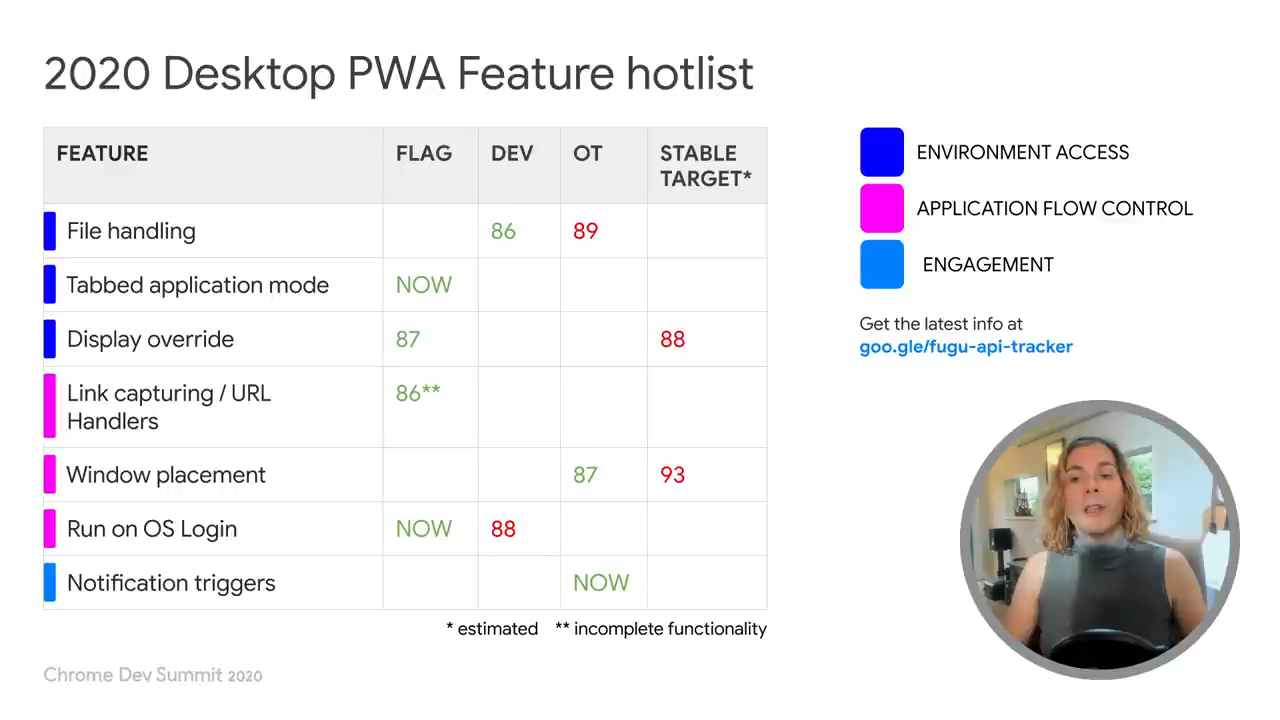 2020 Desktop PWA Feature hotlist
FEATURE FLAG DEV OT STABLE TARGET*
File handling 86 89
Tabbed application mode NOW
Display override 87 88
Link capturing / URL Handlers 86**
Window placement 87 93
Run on OS Login NOW 88
Notification triggers NOW
* estimated ** incomplete functionality
ENVIRONMENT ACCESS
APPLICATION FLOW CONTROL
ENGAGEMENT
Get the latest info at
goo.gle/fugu-api-tracker
Chrome Dev Summit 2020